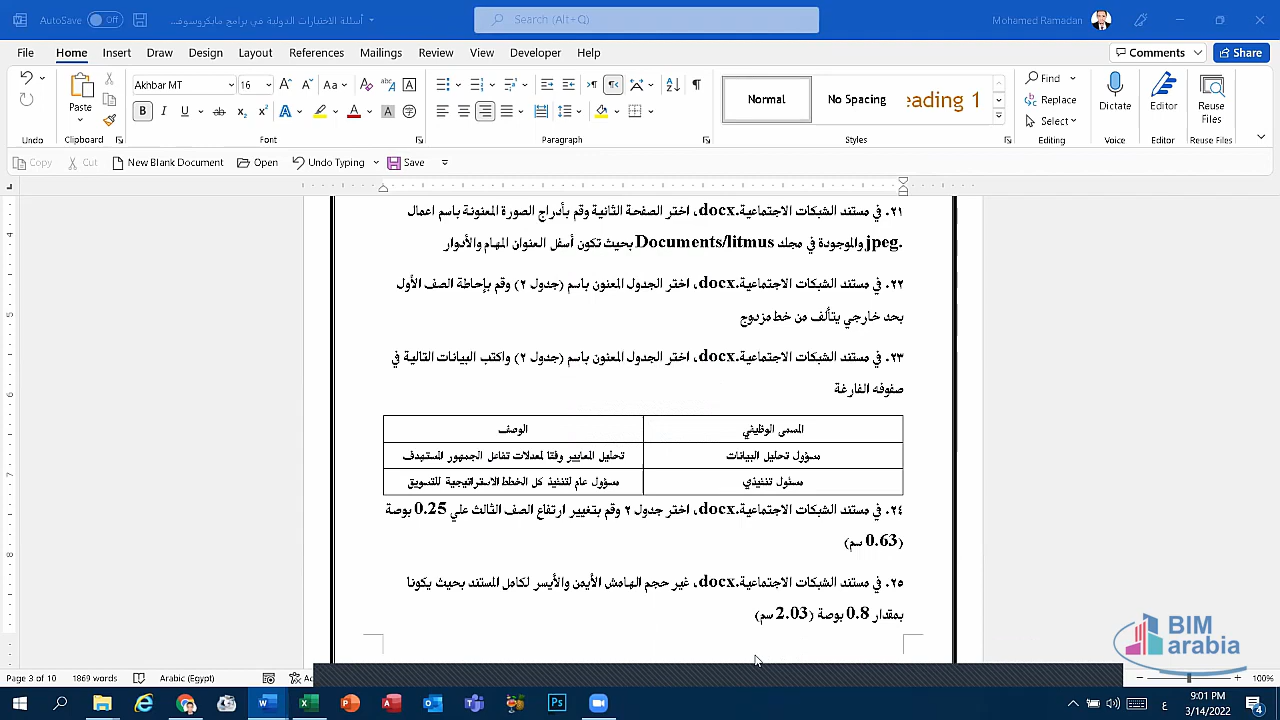 AutoSave Off
أسئلة الاختبارات الدولية في برامج مايكروسوف...
Search (Alt+Q)
Mohamed Ramadan
File Home Insert Draw Design Layout References Mailings Review View Developer Help
Comments Share
Paste
Akhbar MT 16
Normal No Spacing eading 1
Find
Replace
Select
Dictate Editor Reuse Files
Undo Clipboard Font Paragraph Styles Editing Voice Editor Reuse Files
Copy Cut New Blank Document Open Undo Typing Save
٢١. في مستند الشبكات الاجتماعية.docx، اختر الصفحة الثانية وقم بأدراج الصورة المعنونة باسم اعمال
.jpeg والموجودة في مجلد Documents/litmus بحيث تكون أسفل العنوان المهام والأدوار
٢٢. في مستند الشبكات الاجتماعية.docx، اختر الجدول المعنون باسم (جدول ٢) وقم بإحاطة الصف الأول
بحد خارجي يتألف من خط مزدوج
٢٣. في مستند الشبكات الاجتماعية.docx، اختر الجدول المعنون باسم (جدول ٢) واكتب البيانات التالية في
صفوفه الفارغة
المسمى الوظيفي الوصف
مسؤول تحليل البيانات تحليل المعايير وفقا لمعدلات تفاعل الجمهور المستهدف
مسئول تنفيذي مسؤول عام لتنفيذ كل الخطط الاستراتيجية للتسويق
٢٤. في مستند الشبكات الاجتماعية.docx، اختر جدول ٢ وقم بتغيير ارتفاع الصف الثالث علي 0.25 بوصة
(0.63 سم)
٢٥. في مستند الشبكات الاجتماعية.docx، غير حجم الهامش الأيمن والأيسر لكامل المستند بحيث يكونا
بمقدار 0.8 بوصة (2.03 سم)
BIM
arabia
Page 3 of 10 1869 words Arabic (Egypt)
100%
9:01 PM
3/14/2022